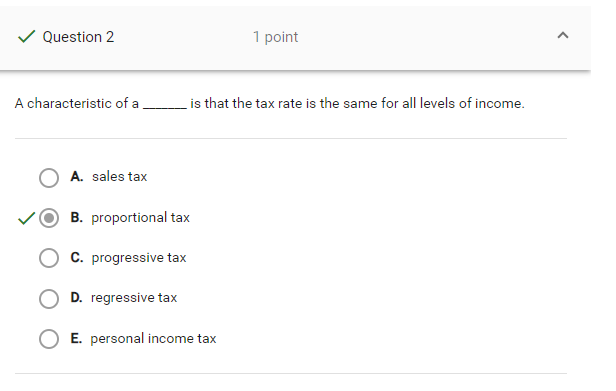 Question 2 1 point
A characteristic of a _______ is that the tax rate is the same for all levels of income.
A. sales tax
B. proportional tax
C. progressive tax
D. regressive tax
E. personal income tax